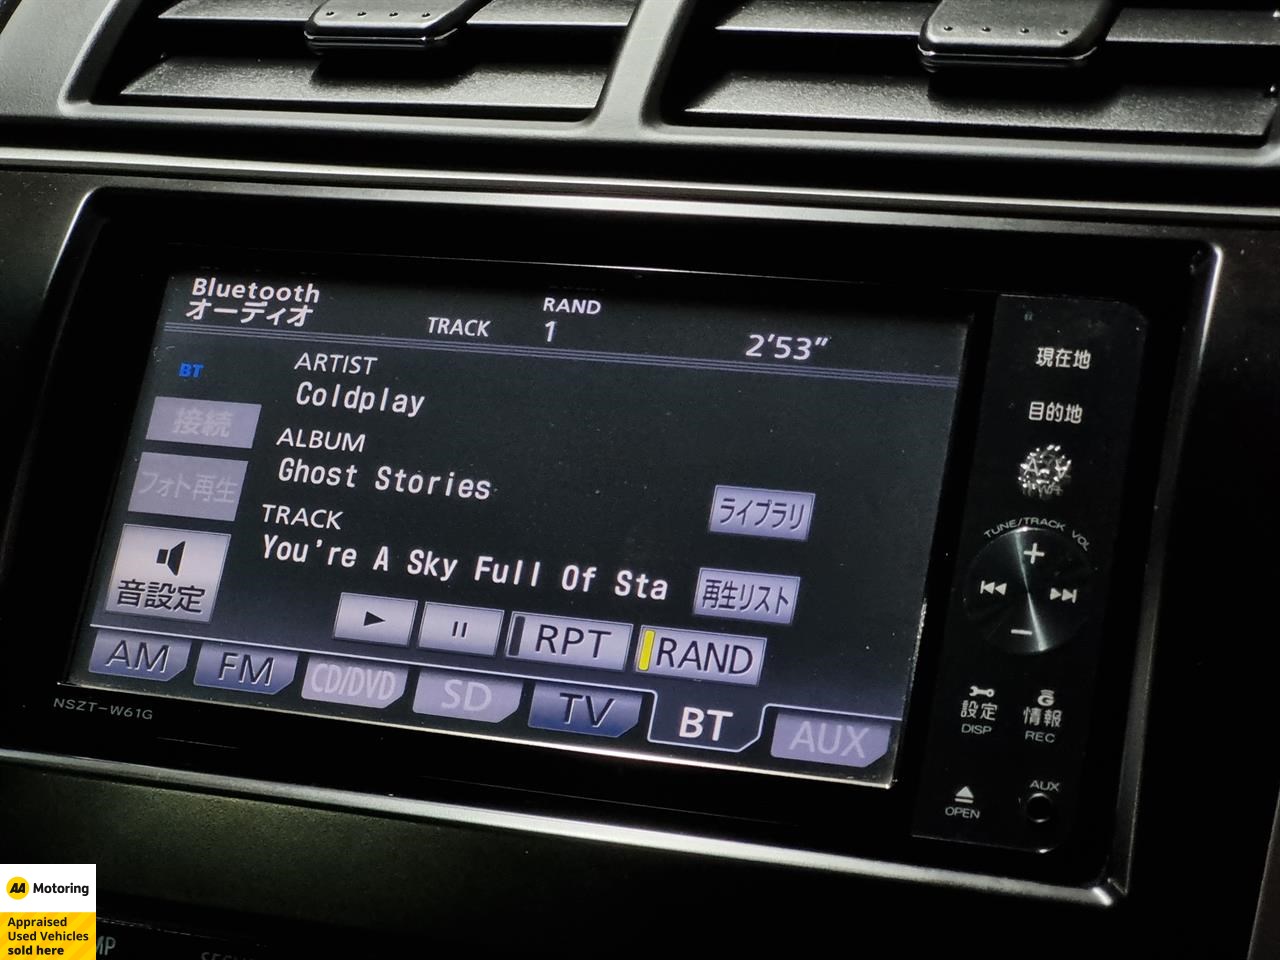 Bluetooth
オーディオ
TRACK
RAND
1
2'53"
BT
ARTIST
Coldplay
接続
ALBUM
Ghost Stories
フォト再生
TRACK
You're A Sky Full Of Sta
ライブラリ
再生リスト
音設定
RPT
RAND
AM
FM
CD/DVD
SD
TV
BT
AUX
NSZT-W61G
現在地
目的地
TUNE/TRACK VOL
設定
DISP
情報
REC
OPEN
AUX
AA Motoring
Appraised
Used Vehicles
sold here